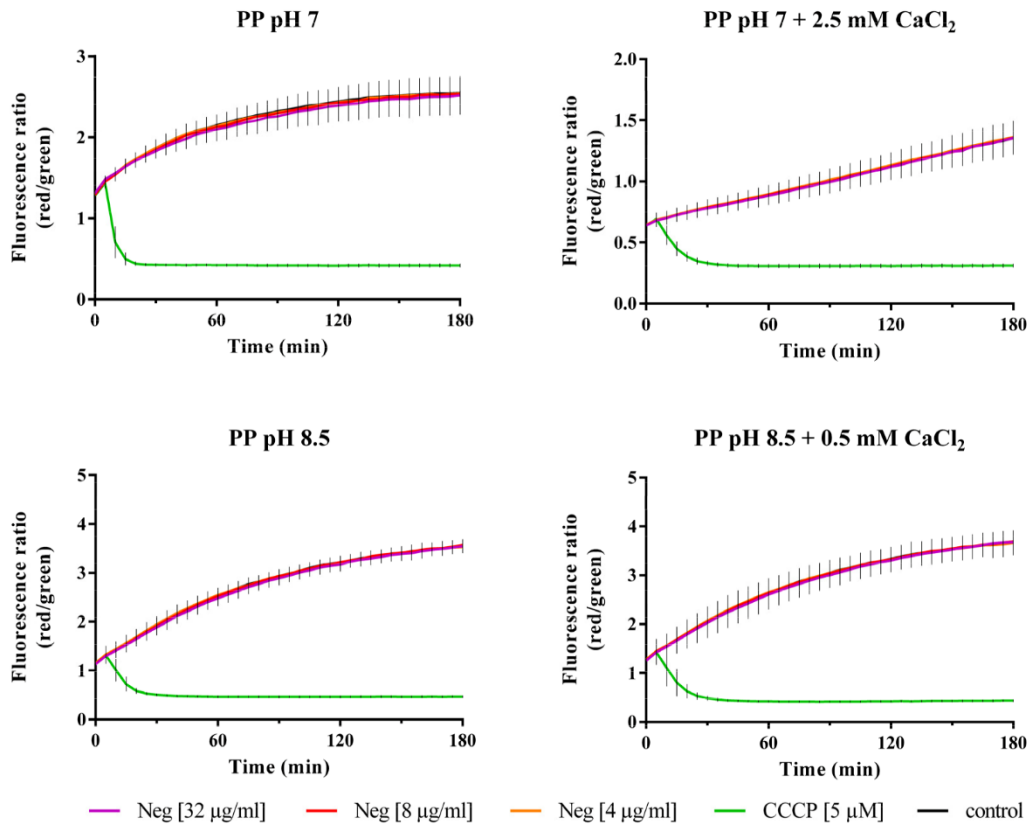 PP pH 7
PP pH 7 + 2.5 mM CaCl₂
3
2
1
0
Fluorescence ratio
(red/green)
0
60
120
180
Time (min)
2.0
1.5
1.0
0.5
0.0
Fluorescence ratio
(red/green)
0
60
120
180
Time (min)
PP pH 8.5
PP pH 8.5 + 0.5 mM CaCl₂
5
4
3
2
1
0
Fluorescence ratio
(red/green)
0
60
120
180
Time (min)
5
4
3
2
1
0
Fluorescence ratio
(red/green)
0
60
120
180
Time (min)
Neg [32 µg/ml] Neg [8 µg/ml] Neg [4 µg/ml] CCCP [5 µM] control